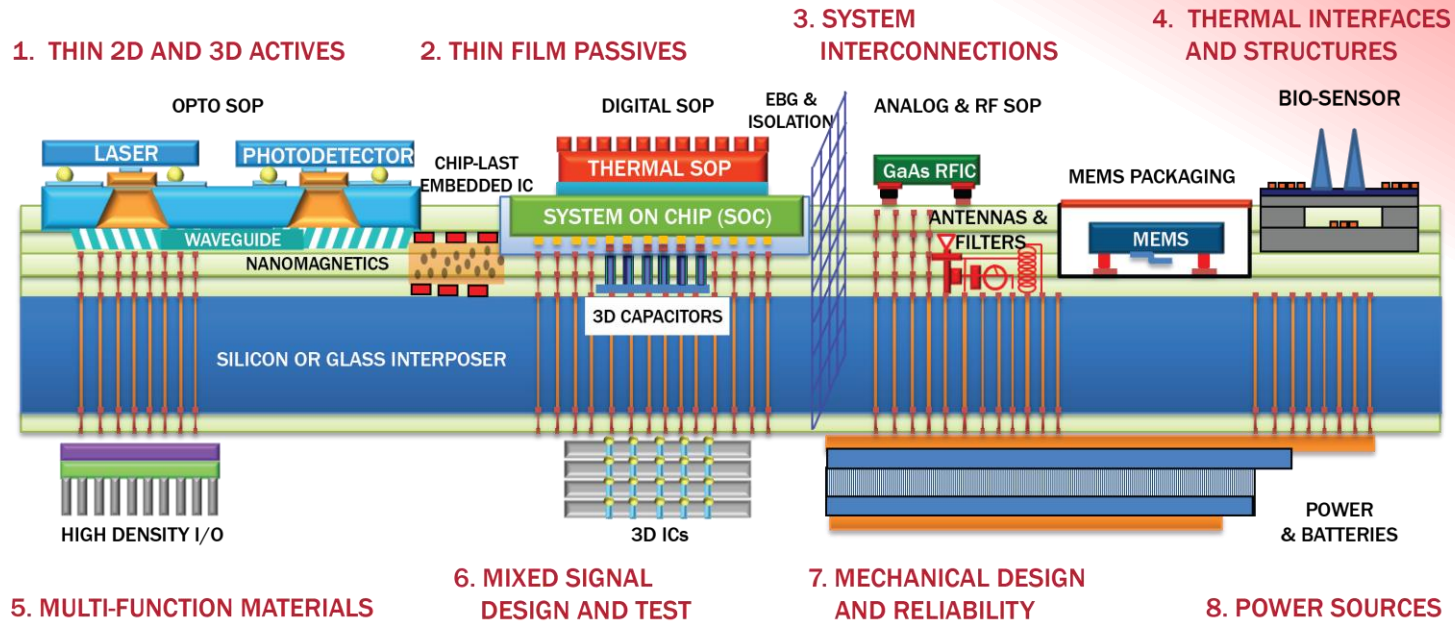 1. THIN 2D AND 3D ACTIVES
2. THIN FILM PASSIVES
3. SYSTEM
INTERCONNECTIONS
4. THERMAL INTERFACES
AND STRUCTURES
OPTO SOP
DIGITAL SOP
EBG &
ISOLATION
ANALOG & RF SOP
BIO-SENSOR
LASER
PHOTODETECTOR
CHIP-LAST
EMBEDDED IC
THERMAL SOP
GaAs RFIC
MEMS PACKAGING
SYSTEM ON CHIP (SOC)
ANTENNAS &
FILTERS
WAVEGUIDE
MEMS
NANOMAGNETICS
3D CAPACITORS
SILICON OR GLASS INTERPOSER
HIGH DENSITY I/O
3D ICs
POWER
& BATTERIES
5. MULTI-FUNCTION MATERIALS
6. MIXED SIGNAL
DESIGN AND TEST
7. MECHANICAL DESIGN
AND RELIABILITY
8. POWER SOURCES